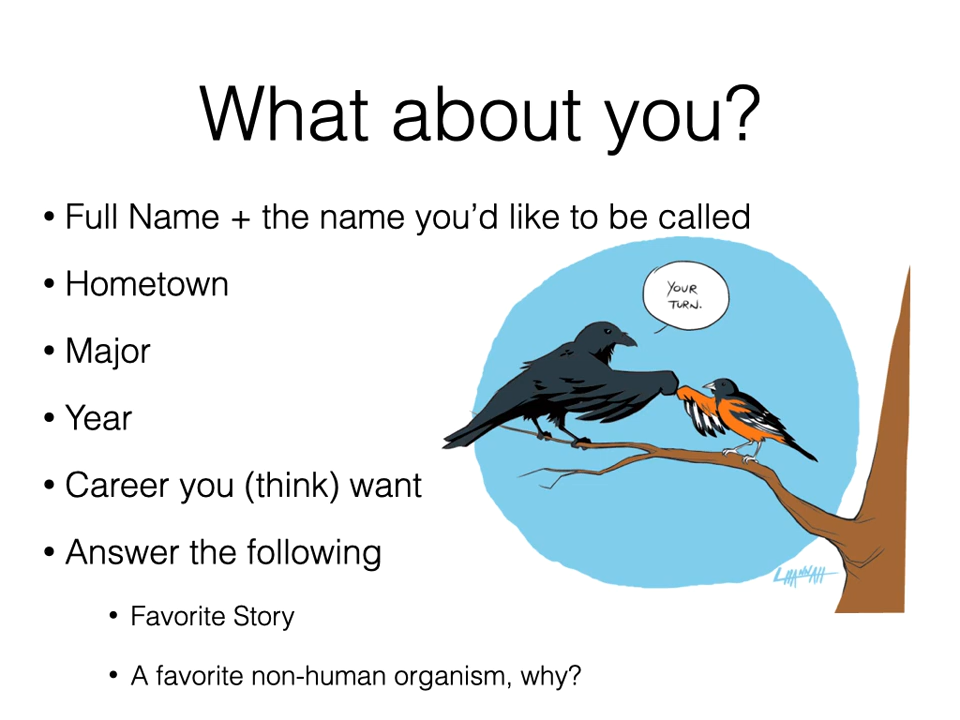 What about you?
• Full Name + the name you’d like to be called
• Hometown
• Major
• Year
• Career you (think) want
• Answer the following
• Favorite Story
• A favorite non-human organism, why?
YOUR
TURN.
LHANNAH